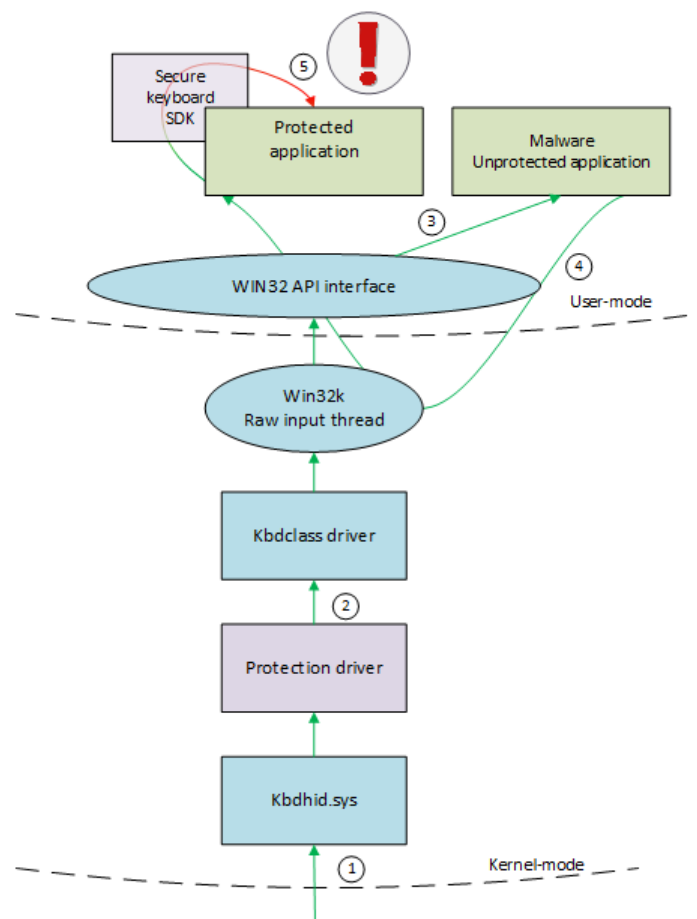 5
Secure
keyboard
SDK
Protected
application
Malware
Unprotected application
3
4
WIN32 API interface
User-mode
Win32k
Raw input thread
Kbdclass driver
2
Protection driver
Kbdhid.sys
1
Kernel-mode